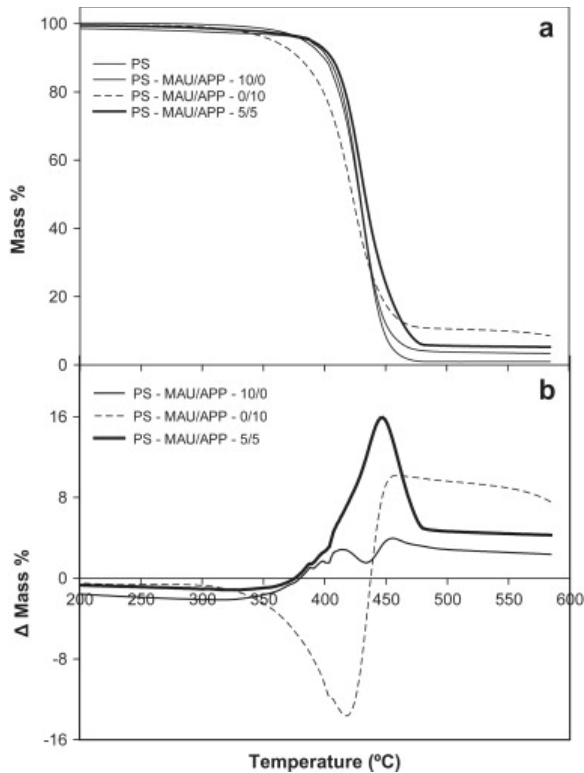 100
a
PS
PS - MAU/APP - 10/0
PS - MAU/APP - 0/10
PS - MAU/APP - 5/5
80
60
Mass %
40
20
0
b
PS - MAU/APP - 10/0
PS - MAU/APP - 0/10
PS - MAU/APP - 5/5
16
8
0
Δ Mass %
200 250 300 350 400 450 500 550 600
-8
-16
Temperature (ºC)